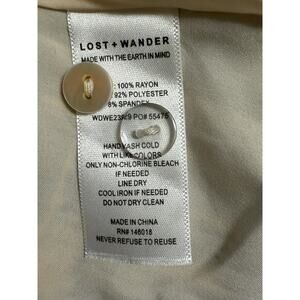 LOST + WANDER
MADE WITH THE EARTH IN MIND
: 100% RAYON
92% POLYESTER
8% SPANDEX
PO# 55475
HAND WASH COLD
WITH LIKE COLORS
ONLY NON-CHLORINE BLEACH
IF NEEDED
LINE DRY
COOL IRON IF NEEDED
DO NOT DRY CLEAN
MADE IN CHINA
RN# 146018
NEVER REFUSE TO REUSE